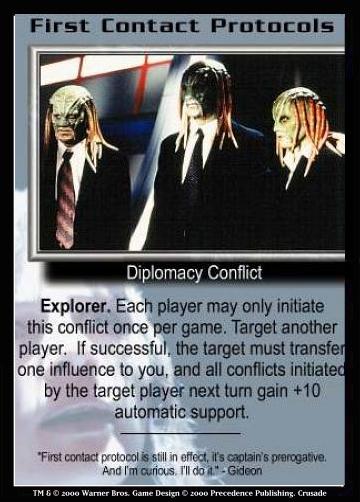 First Contact Protocols
Diplomacy Conflict
Explorer. Each player may only initiate
this conflict once per game. Target another
player. If successful, the target must transfer
one influence to you, and all conflicts initiated
by the target player next turn gain +10
automatic support.
"First contact protocol is still in effect, it's captain's prerogative.
And I'm curious. I'll do it." - Gideon
TM & © 2000 Warner Bros. Game Design © 2000 Precedence Publishing. Crusade